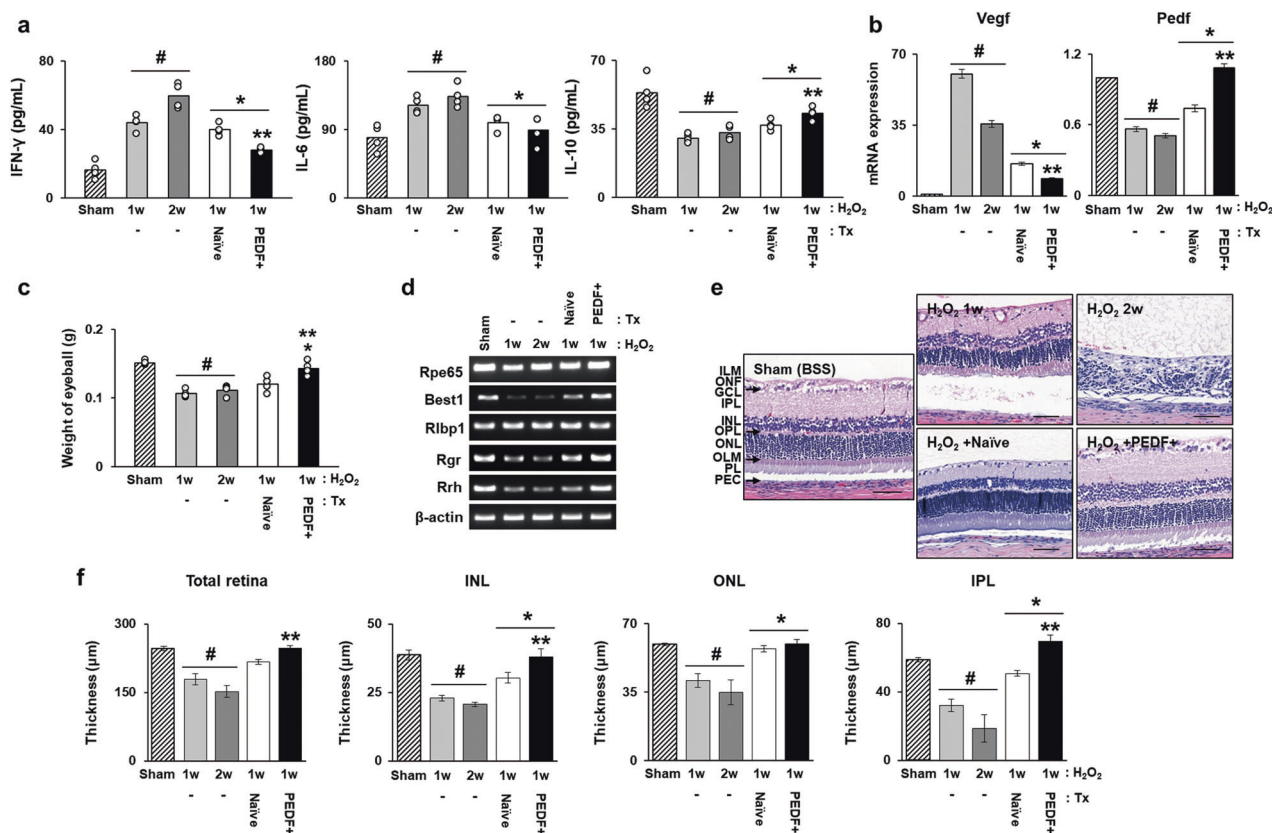 a
IFN-γ (pg/mL)
80
40
0
#
*
**
Sham 1w 2w 1w 1w
- - Naïve PEDF+
IL-6 (pg/mL)
180
90
0
#
*
Sham 1w 2w 1w 1w
- - Naïve PEDF+
IL-10 (pg/mL)
70
35
0
#
*
**
Sham 1w 2w 1w 1w : H₂O₂
- - Naïve PEDF+ : Tx
b
Vegf
mRNA expression
70
35
0
#
*
**
Sham 1w 2w 1w 1w
- - Naïve PEDF+
Pedf
1.2
0.6
0
#
*
**
Sham 1w 2w 1w 1w : H₂O₂
- - Naïve PEDF+ : Tx
c
Weight of eyeball (g)
0.2
0.1
0
#
**
*
Sham 1w 2w 1w 1w : H₂O₂
- - Naïve PEDF+ : Tx
d
Sham - - Naïve PEDF+ : Tx
1w 2w 1w 1w : H₂O₂
Rpe65
Best1
Rlbp1
Rgr
Rrh
β-actin
e
Sham (BSS)
ILM
ONF
GCL
IPL
INL
OPL
ONL
OLM
PL
PEC
H₂O₂ 1w
H₂O₂ 2w
H₂O₂ +Naïve
H₂O₂ +PEDF+
f
Total retina
Thickness (μm)
300
150
0
#
**
Sham 1w 2w 1w 1w
- - Naïve PEDF+
INL
Thickness (μm)
50
25
0
#
*
**
Sham 1w 2w 1w 1w
- - Naïve PEDF+
ONL
Thickness (μm)
70
35
0
#
*
Sham 1w 2w 1w 1w
- - Naïve PEDF+
IPL
Thickness (μm)
80
40
0
#
*
**
Sham 1w 2w 1w 1w : H₂O₂
- - Naïve PEDF+ : Tx